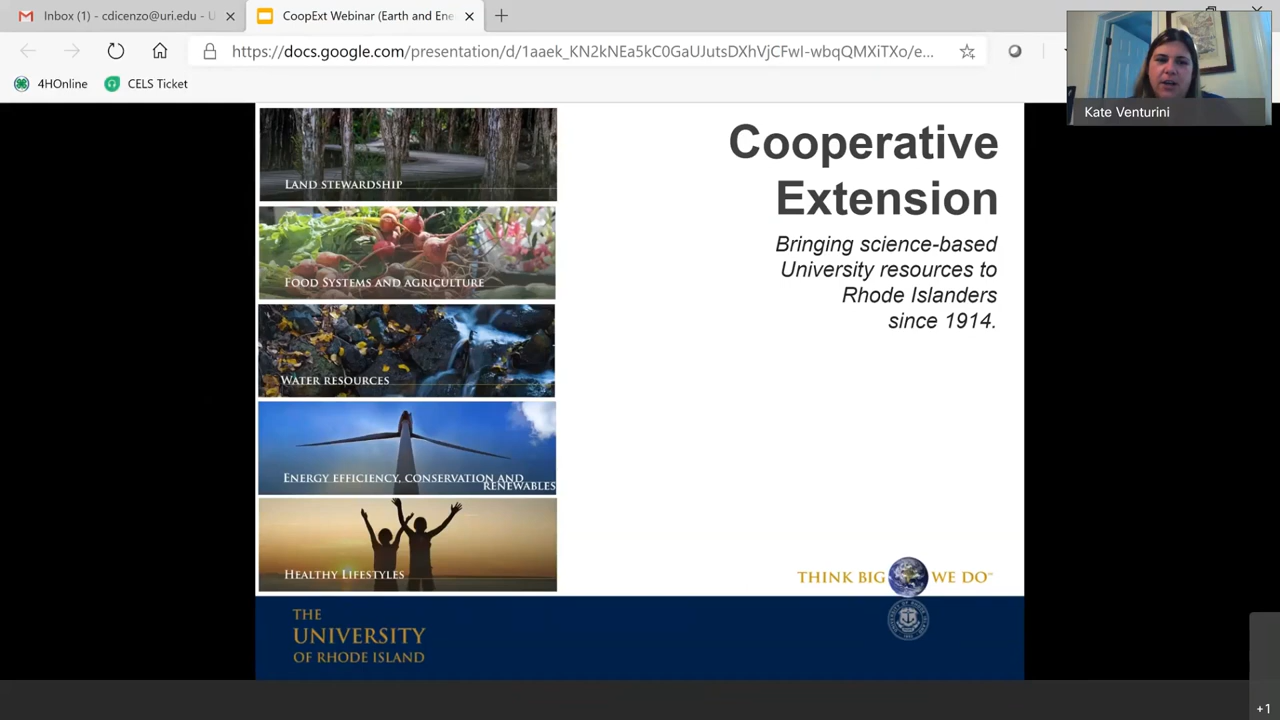 Inbox (1) - cdicenzo@uri.edu - U
CoopExt Webinar (Earth and Ene
https://docs.google.com/presentation/d/1aaek_KN2kNEa5kC0GaUJutsDXhVjCFwI-wbqQMXiTXo/e...
4HOnline
CELS Ticket
Kate Venturini
LAND STEWARDSHIP
FOOD SYSTEMS AND AGRICULTURE
WATER RESOURCES
ENERGY EFFICIENCY, CONSERVATION AND
RENEWABLES
HEALTHY LIFESTYLES
Cooperative
Extension
Bringing science-based
University resources to
Rhode Islanders
since 1914.
THINK BIG WE DO™
THE
UNIVERSITY
OF RHODE ISLAND
+1